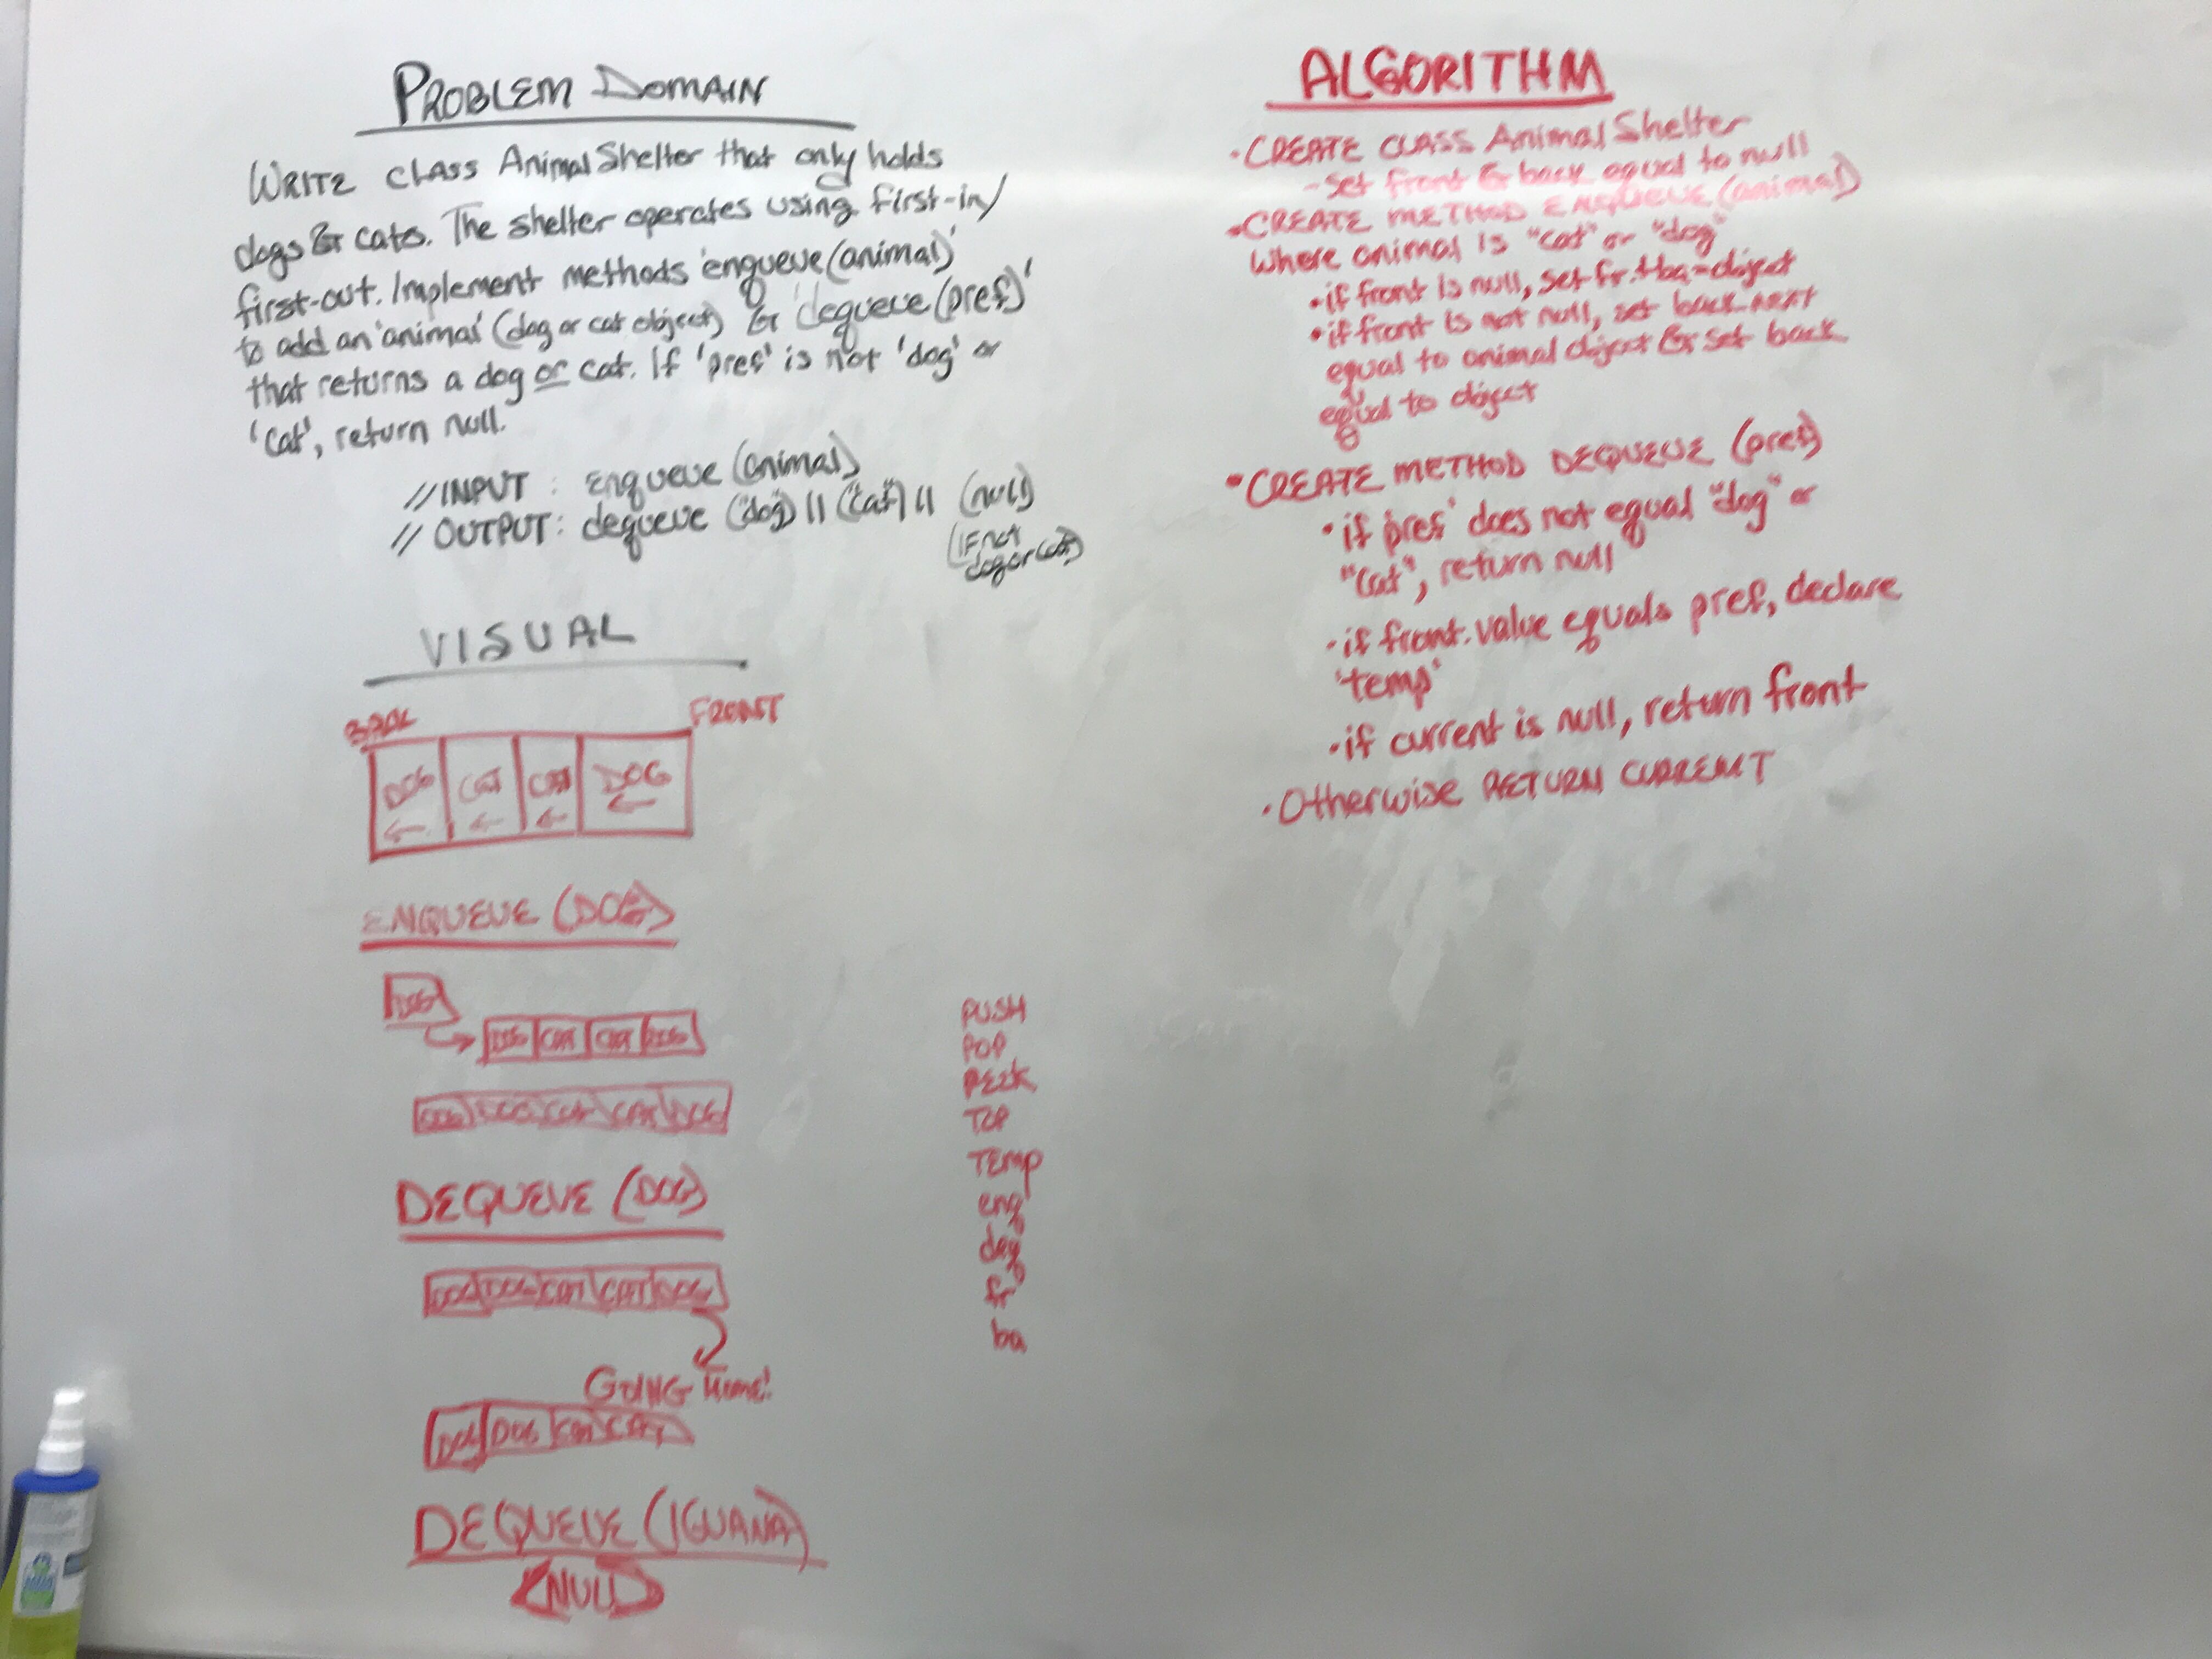 PROBLEM DOMAIN
WRITE class AnimalShelter that only holds
dogs & cats. The shelter operates using first-in/
first-out. Implement methods 'enqueue(animal)'
to add an 'animal' (dog or cat object) & 'dequeue(pref)'
that returns a dog or cat. If 'pref' is not 'dog' or
'cat', return null.
//INPUT : enqueue (animal)
// OUTPUT: dequeue ("dog") || ("cat") || (null)
(IF not
dog or cat)
VISUAL
BACK FRONT
DOG CAT CAT DOG
ENQUEUE (DOG)
DOG
DOG CAT CAT DOG
DOG DOG CAT CAT DOG
DEQUEUE (DOG)
DOG DOG CAT CAT DOG
GOING HOME!
DOG DOG CAT CAT
DEQUEUE (IGUANA)
NULL
PUSH
POP
PEEK
TOP
TEMP
enq
deq
fr
ba
ALGORITHM
• CREATE CLASS AnimalShelter
- set front & back equal to null
• CREATE METHOD ENQUEUE (animal)
where animal is "cat" or "dog"
• if front is null, set fr. + ba = object
• if front is not null, set back.next
equal to animal object & set back
equal to object
• CREATE METHOD DEQUEUE (pref)
• if 'pref' does not equal "dog" or
"cat", return null
• if front.value equals pref, declare
'temp'
• if current is null, return front
• Otherwise RETURN CURRENT